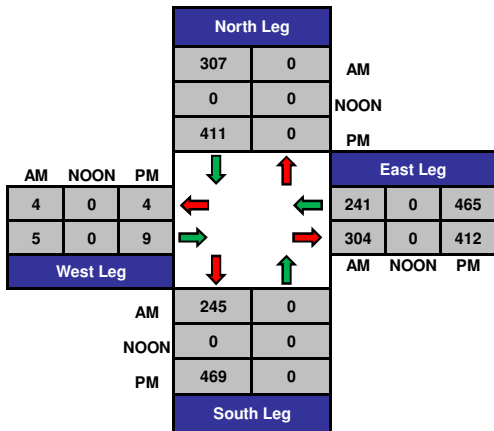 North Leg
307 0 AM
0 0 NOON
411 0 PM
AM NOON PM East Leg
4 0 4 241 0 465
5 0 9 304 0 412
West Leg AM NOON PM
AM 245 0
NOON 0 0
PM 469 0
South Leg